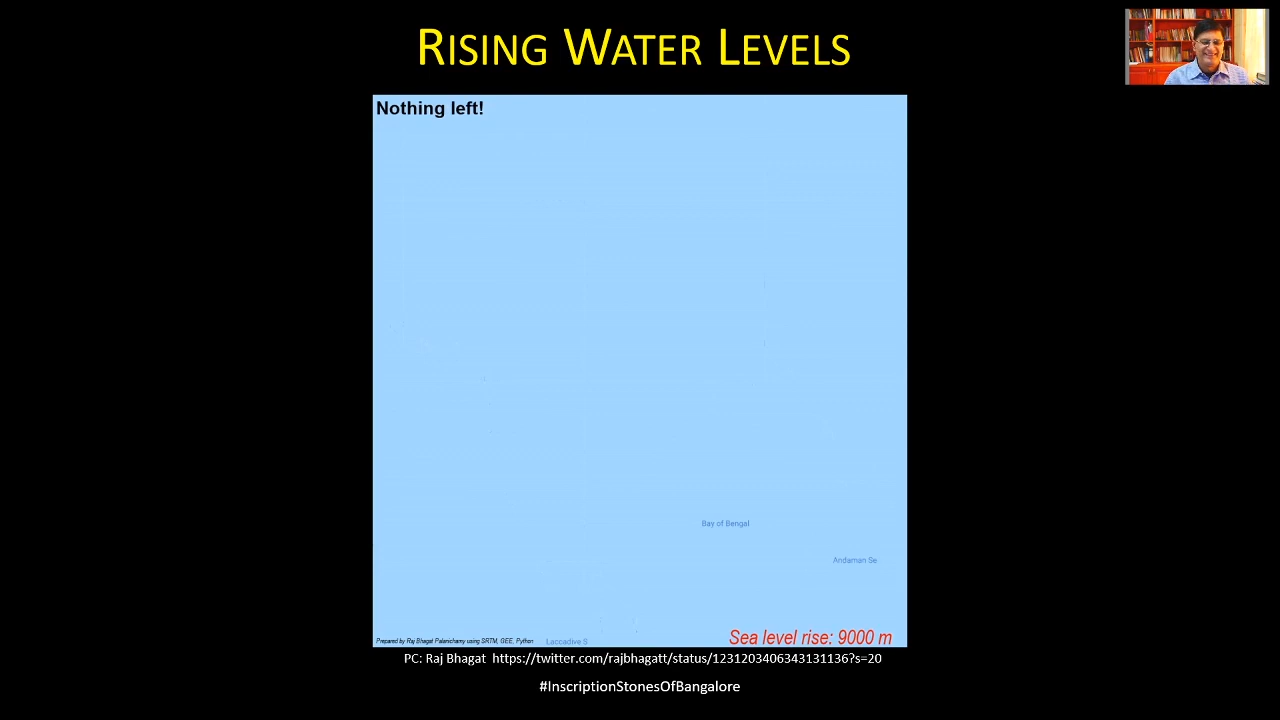 RISING WATER LEVELS
Nothing left!
Bay of Bengal
Andaman Se
Sea level rise: 9000 m
Prepared by Raj Bhagat Palanichamy using SRTM, GEE, Python
Laccadive S
PC: Raj Bhagat https://twitter.com/rajbhagatt/status/1231203406343131136?s=20
#InscriptionStonesOfBangalore